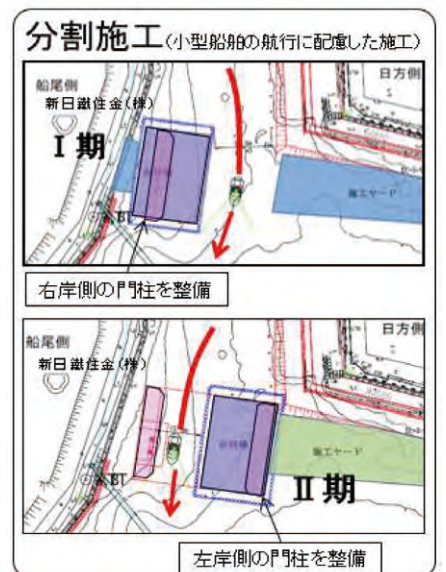 分割施工(小型船舶の航行に配慮した施工)
船尾側
日方側
新日鐵住金(株)
Ⅰ期
施工ヤード
右岸側の門柱を整備
船尾側
日方側
新日鐵住金(株)
施工ヤード
Ⅱ期
左岸側の門柱を整備